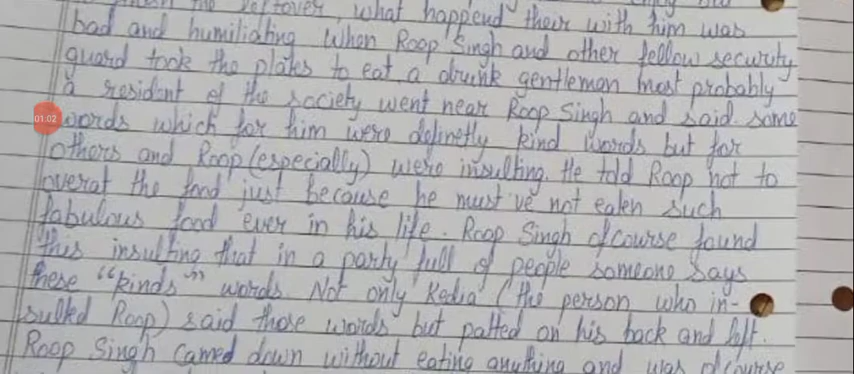 the leftover, what happend their with him was
bad and humiliating. When Roop Singh and other fellow security
guard took the plates to eat a drunk gentleman most probably
a resident of the society went near Roop Singh and said some
01:02
words which for him were definetly kind words but for
others and Roop (especially) were insulting. He told Roop not to
overat the food just because he must've not eaten such
fabulous food ever in his life. Roop Singh ofcourse found
this insulting that in a party full of people someone says
these "kinds" words. Not only Kedia (the person who in-
sulted Roop) said those words but patted on his back and left.
Roop Singh camed down without eating anything and was ofcourse